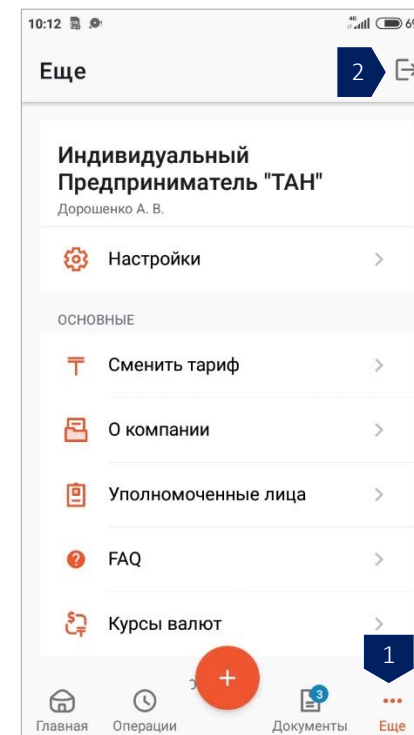 10:12
4G
Еще
2
Индивидуальный
Предприниматель "ТАН"
Дорошенко А. В.
Настройки
ОСНОВНЫЕ
Сменить тариф
О компании
Уполномоченные лица
FAQ
Курсы валют
1
3
Главная
Операции
Документы
Еще